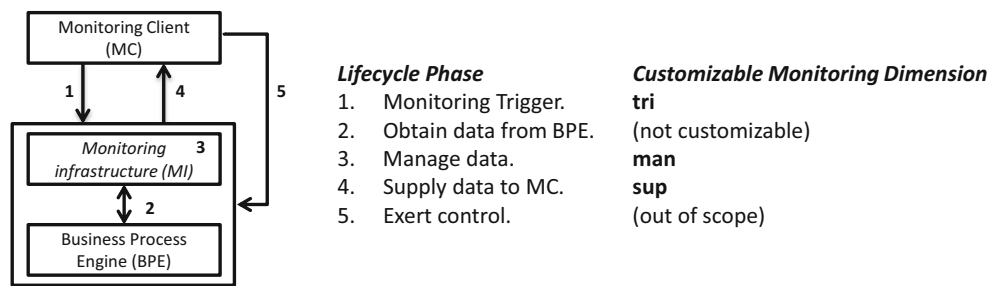 Monitoring Client
(MC)
1
4
5
Monitoring 3
infrastructure (MI)
2
Business Process
Engine (BPE)
Lifecycle Phase Customizable Monitoring Dimension
1. Monitoring Trigger. tri
2. Obtain data from BPE. (not customizable)
3. Manage data. man
4. Supply data to MC. sup
5. Exert control. (out of scope)